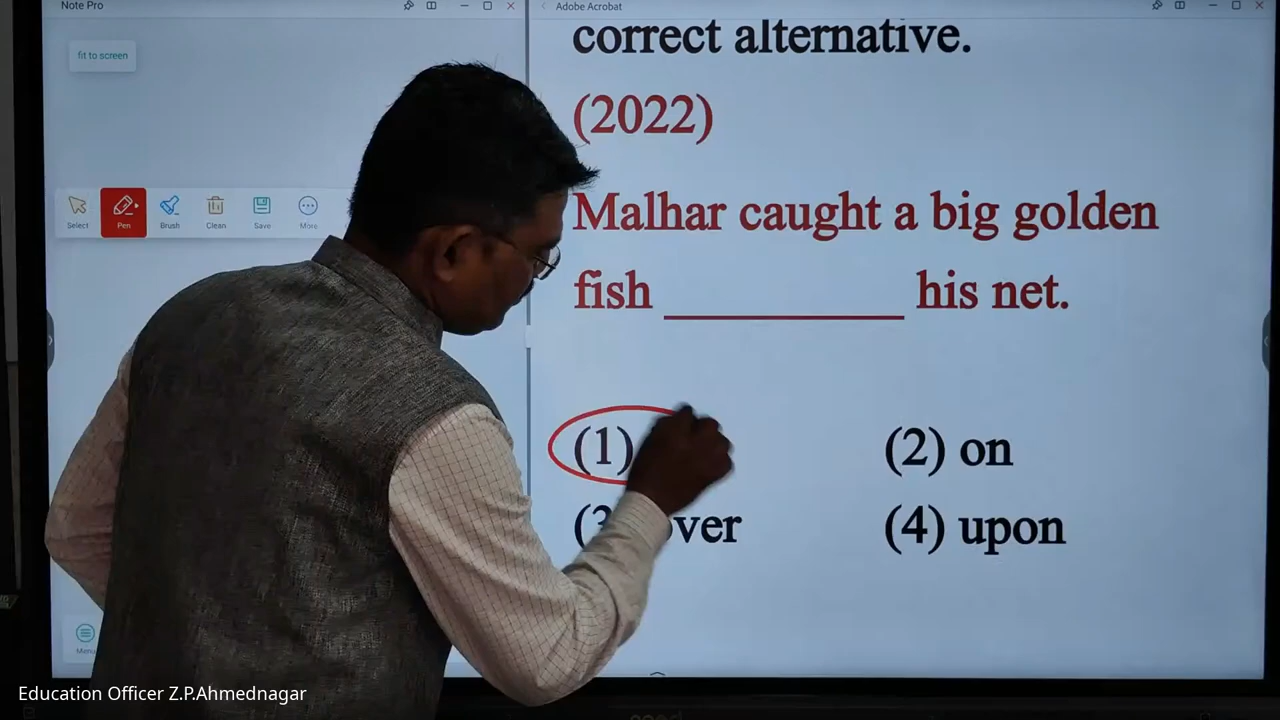 Note Pro
Adobe Acrobat
fit to screen
correct alternative.
(2022)
Select
Pen
Brush
Clean
Save
More
Malhar caught a big golden
fish __________ his net.
(1)
(2) on
(4) upon
Menu
Education Officer Z.P.Ahmednagar